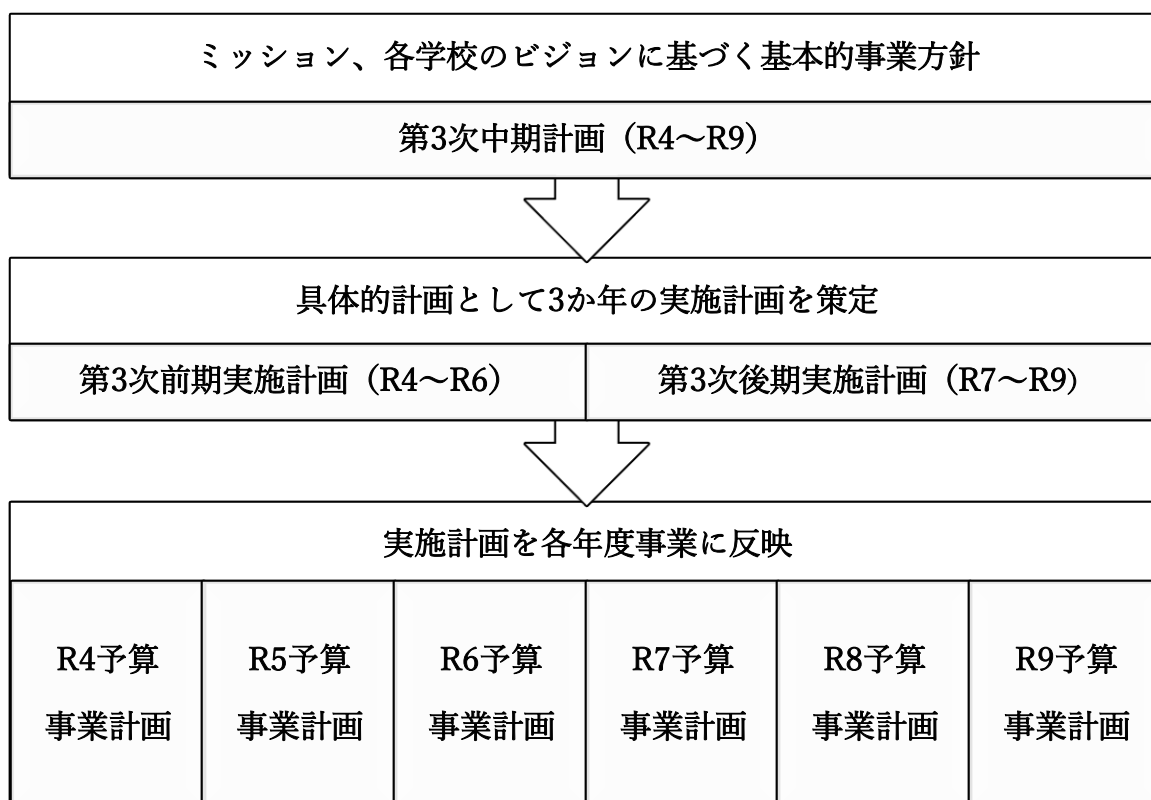 ミッション、各学校のビジョンに基づく基本的事業方針
第3次中期計画（R4～R9）
具体的計画として3か年の実施計画を策定
第3次前期実施計画（R4～R6）
第3次後期実施計画（R7～R9）
実施計画を各年度事業に反映
R4予算
事業計画
R5予算
事業計画
R6予算
事業計画
R7予算
事業計画
R8予算
事業計画
R9予算
事業計画